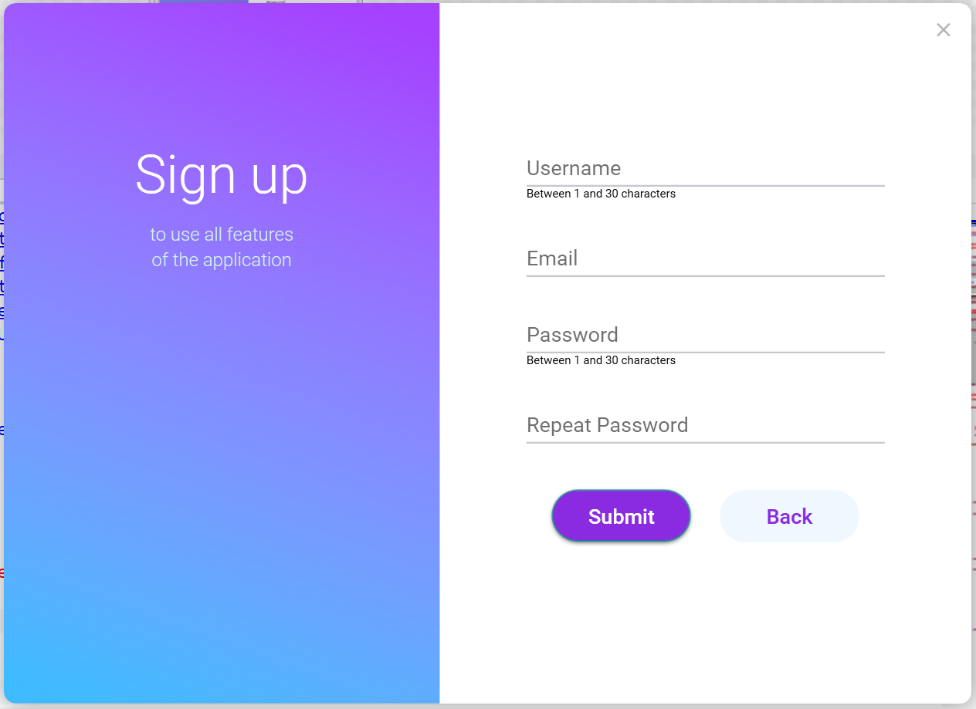 Sign up
to use all features
of the application
Username
Between 1 and 30 characters
Email
Password
Between 1 and 30 characters
Repeat Password
Submit
Back